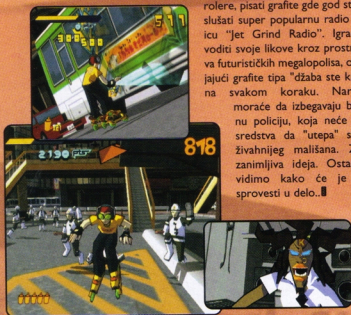 rolere, pisati grafite gde god st
slušati super popularnu radio
icu “Jet Grind Radio”. Igra
voditi svoje likove kroz prostr
va futurističkih megalopolisa, o
jajući grafite tipa "džaba ste k
na svakom koraku. Nar
moraće da izbegavaju b
nu policiju, koja neće
sredstva da "utepa" s
živahnijeg mališana. Z
zanimljiva ideja. Osta
vidimo kako će je
sprovesti u delo..
511
2190
898